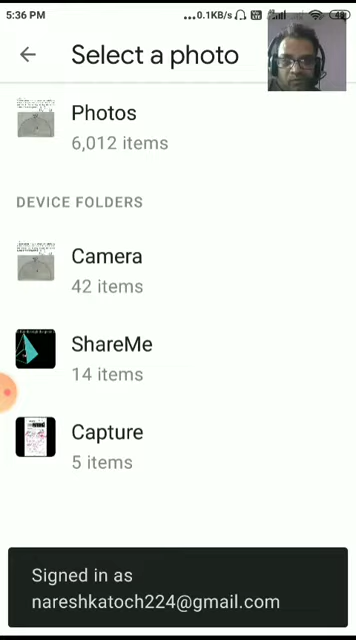 5:36 PM
...0.1KB/s
Select a photo
Photos
6,012 items
DEVICE FOLDERS
Camera
42 items
ShareMe
14 items
Capture
5 items
Signed in as
nareshkatoch224@gmail.com